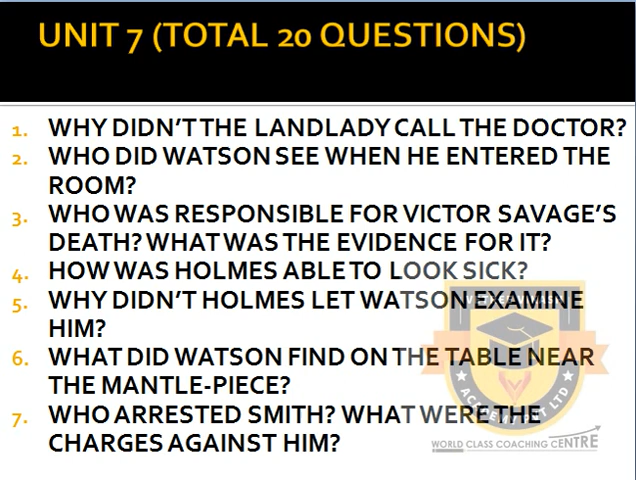 UNIT 7 (TOTAL 20 QUESTIONS)
1. WHY DIDN'T THE LANDLADY CALL THE DOCTOR?
2. WHO DID WATSON SEE WHEN HE ENTERED THE
ROOM?
3. WHO WAS RESPONSIBLE FOR VICTOR SAVAGE'S
DEATH? WHAT WAS THE EVIDENCE FOR IT?
4. HOW WAS HOLMES ABLE TO LOOK SICK?
5. WHY DIDN'T HOLMES LET WATSON EXAMINE
HIM?
6. WHAT DID WATSON FIND ON THE TABLE NEAR
THE MANTLE-PIECE?
7. WHO ARRESTED SMITH? WHAT WERE THE
CHARGES AGAINST HIM?
ACADEMY PVT LTD
WORLD CLASS COACHING CENTRE